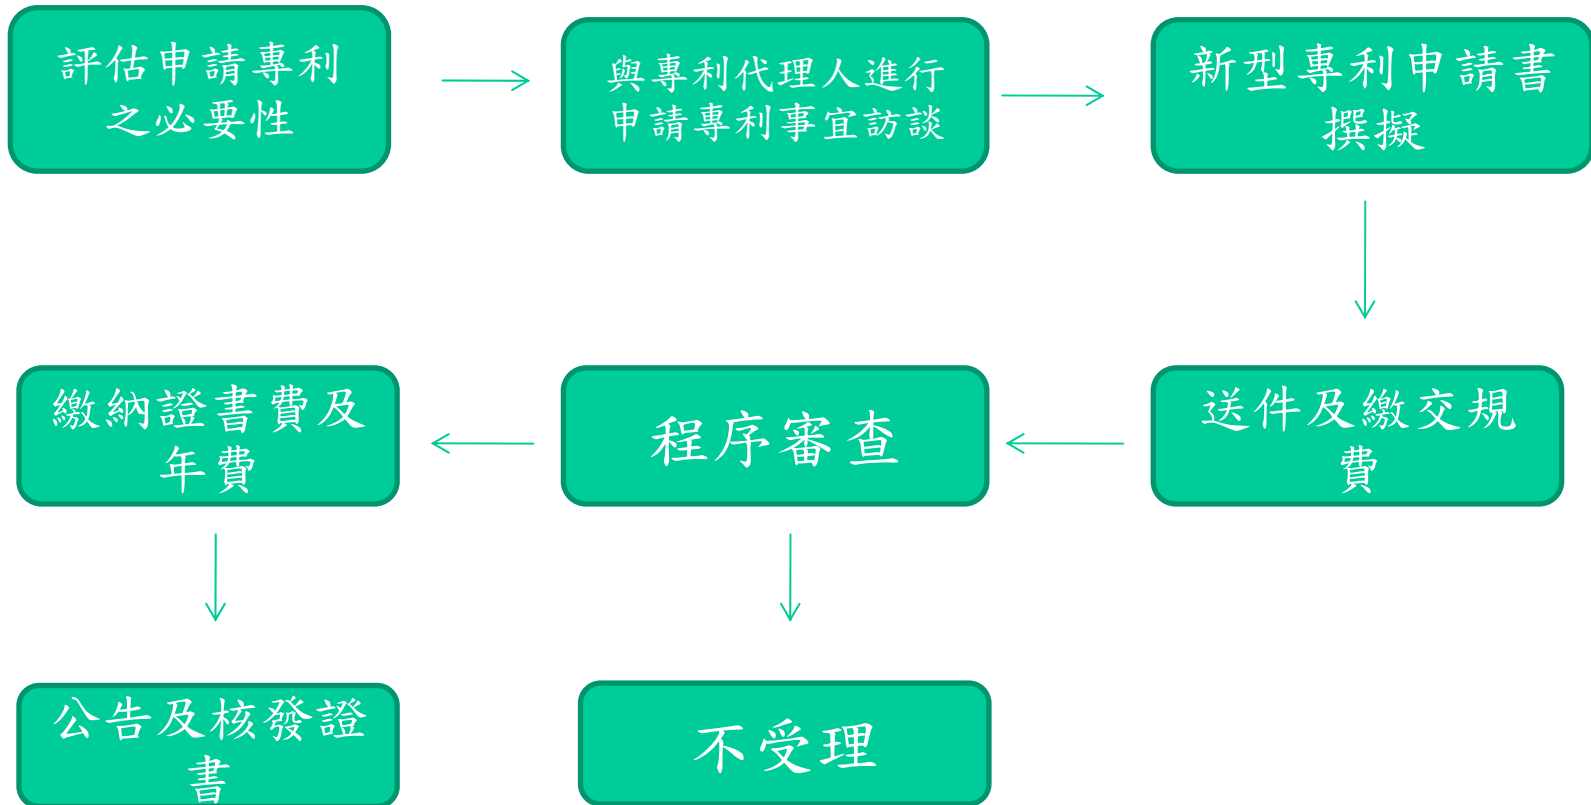 評估申請專利
之必要性
與專利代理人進行
申請專利事宜訪談
新型專利申請書
撰擬
繳納證書費及
年費
程序審查
送件及繳交規
費
公告及核發證
書
不受理